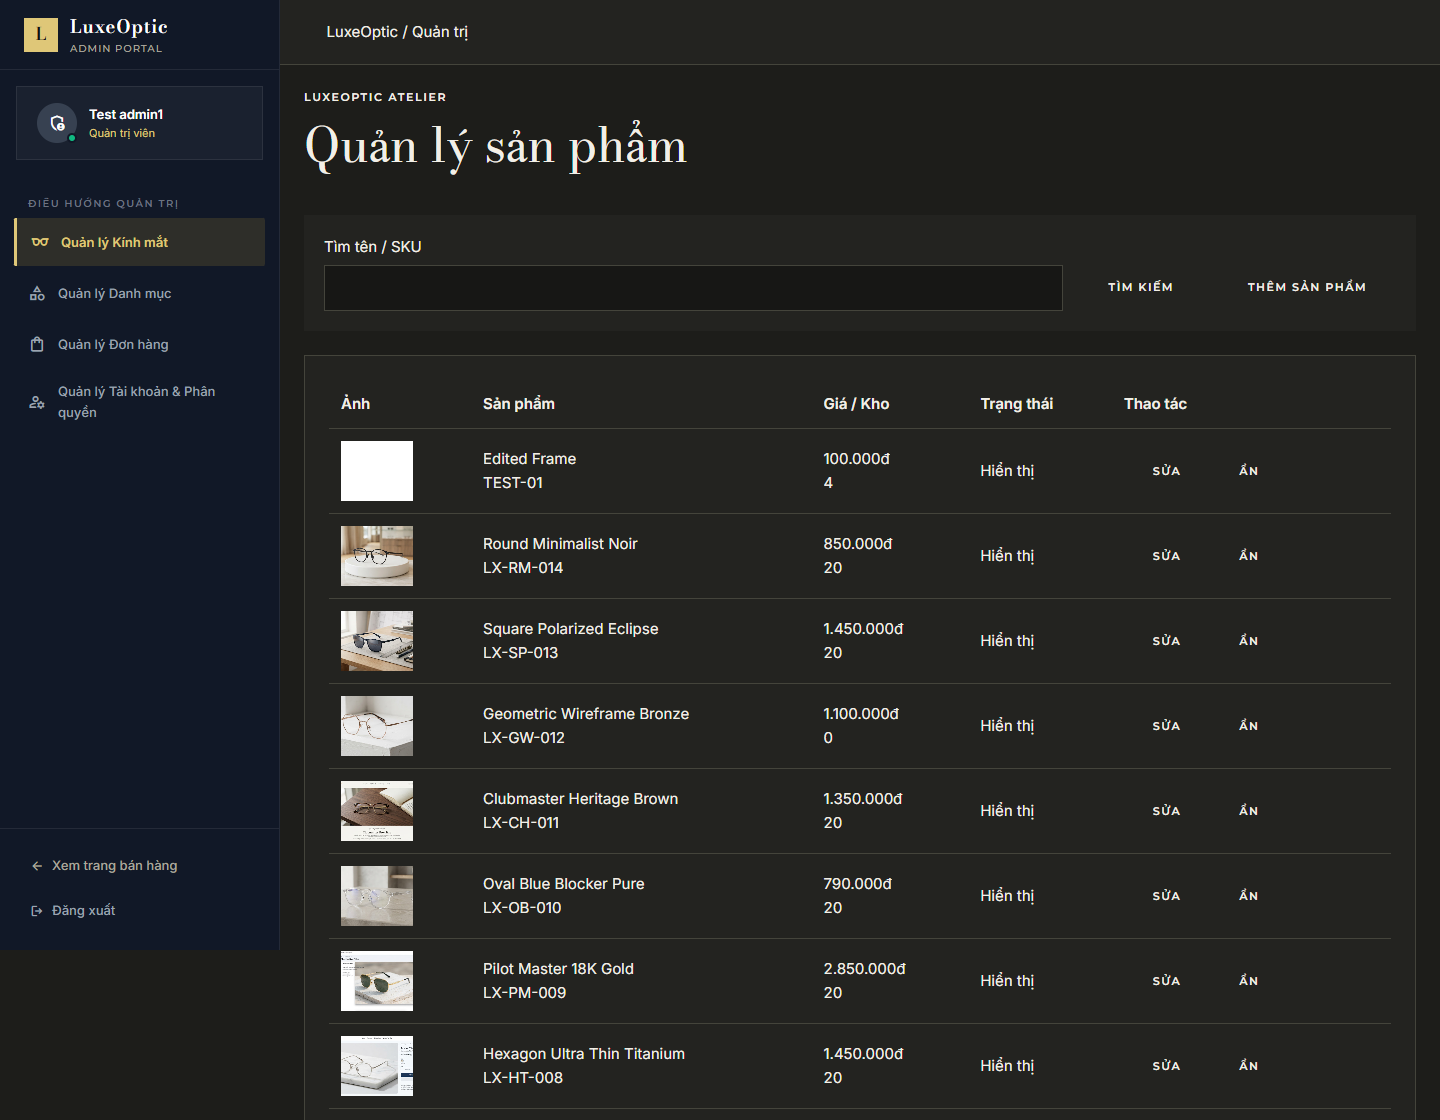 L
LuxeOptic
ADMIN PORTAL
LuxeOptic / Quản trị
Test admin1
Quản trị viên
ĐIỀU HƯỚNG QUẢN TRỊ
Quản lý Kính mắt
Quản lý Danh mục
Quản lý Đơn hàng
Quản lý Tài khoản & Phân
quyền
Xem trang bán hàng
Đăng xuất
LUXEOPTIC ATELIER
Quản lý sản phẩm
Tìm tên / SKU
TÌM KIẾM
THÊM SẢN PHẨM
Ảnh Sản phẩm Giá / Kho Trạng thái Thao tác
Edited Frame 100.000đ
TEST-01 4
Hiển thị SỬA ẨN
Round Minimalist Noir 850.000đ
LX-RM-014 20
Hiển thị SỬA ẨN
Square Polarized Eclipse 1.450.000đ
LX-SP-013 20
Hiển thị SỬA ẨN
Geometric Wireframe Bronze 1.100.000đ
LX-GW-012 0
Hiển thị SỬA ẨN
Clubmaster Heritage Brown 1.350.000đ
LX-CH-011 20
Hiển thị SỬA ẨN
Oval Blue Blocker Pure 790.000đ
LX-OB-010 20
Hiển thị SỬA ẨN
Pilot Master 18K Gold 2.850.000đ
LX-PM-009 20
Hiển thị SỬA ẨN
Hexagon Ultra Thin Titanium 1.450.000đ
LX-HT-008 20
Hiển thị SỬA ẨN